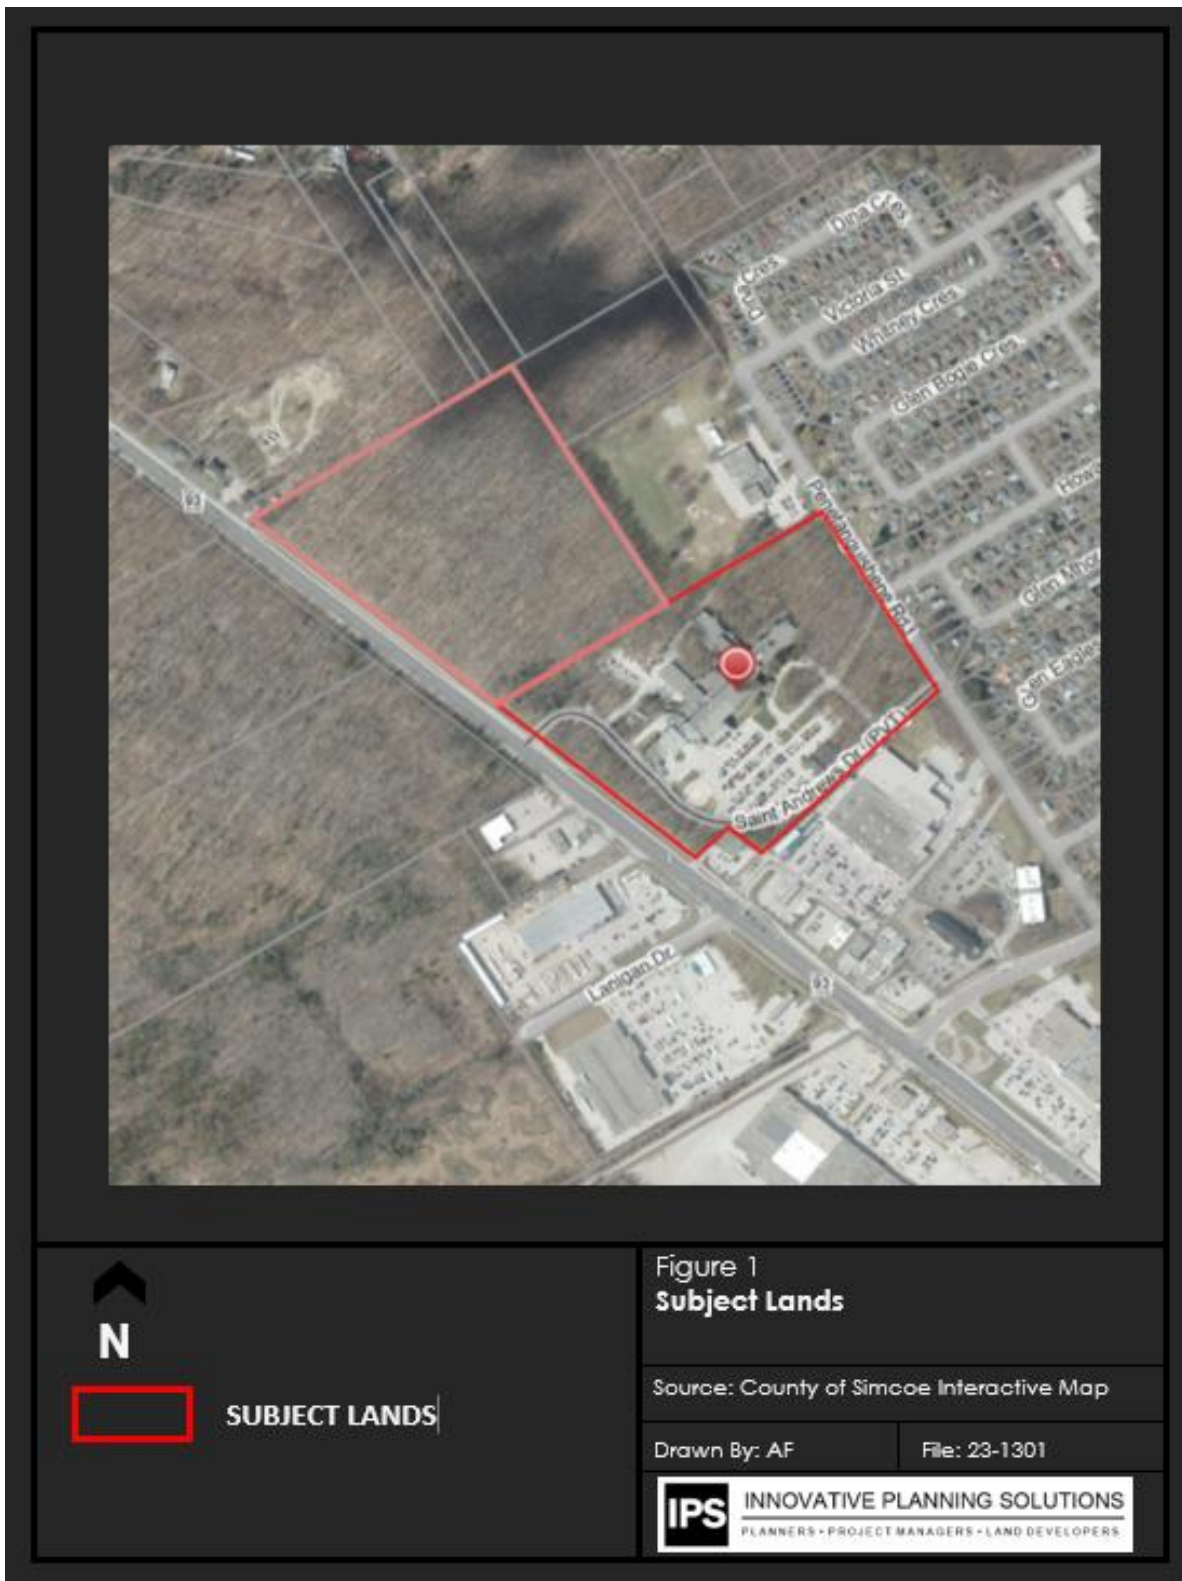 Dina Cres.
Dina Cres.
Victoria St.
Whitney Cres.
Glen Bogie Cres.
Penetanguishene Rd
93
Saint Andrews Dr (PVT)
Lanigan Dr
93
N
SUBJECT LANDS
Figure 1
Subject Lands
Source: County of Simcoe Interactive Map
Drawn By: AF
File: 23-1301
IPS
INNOVATIVE PLANNING SOLUTIONS
PLANNERS • PROJECT MANAGERS • LAND DEVELOPERS